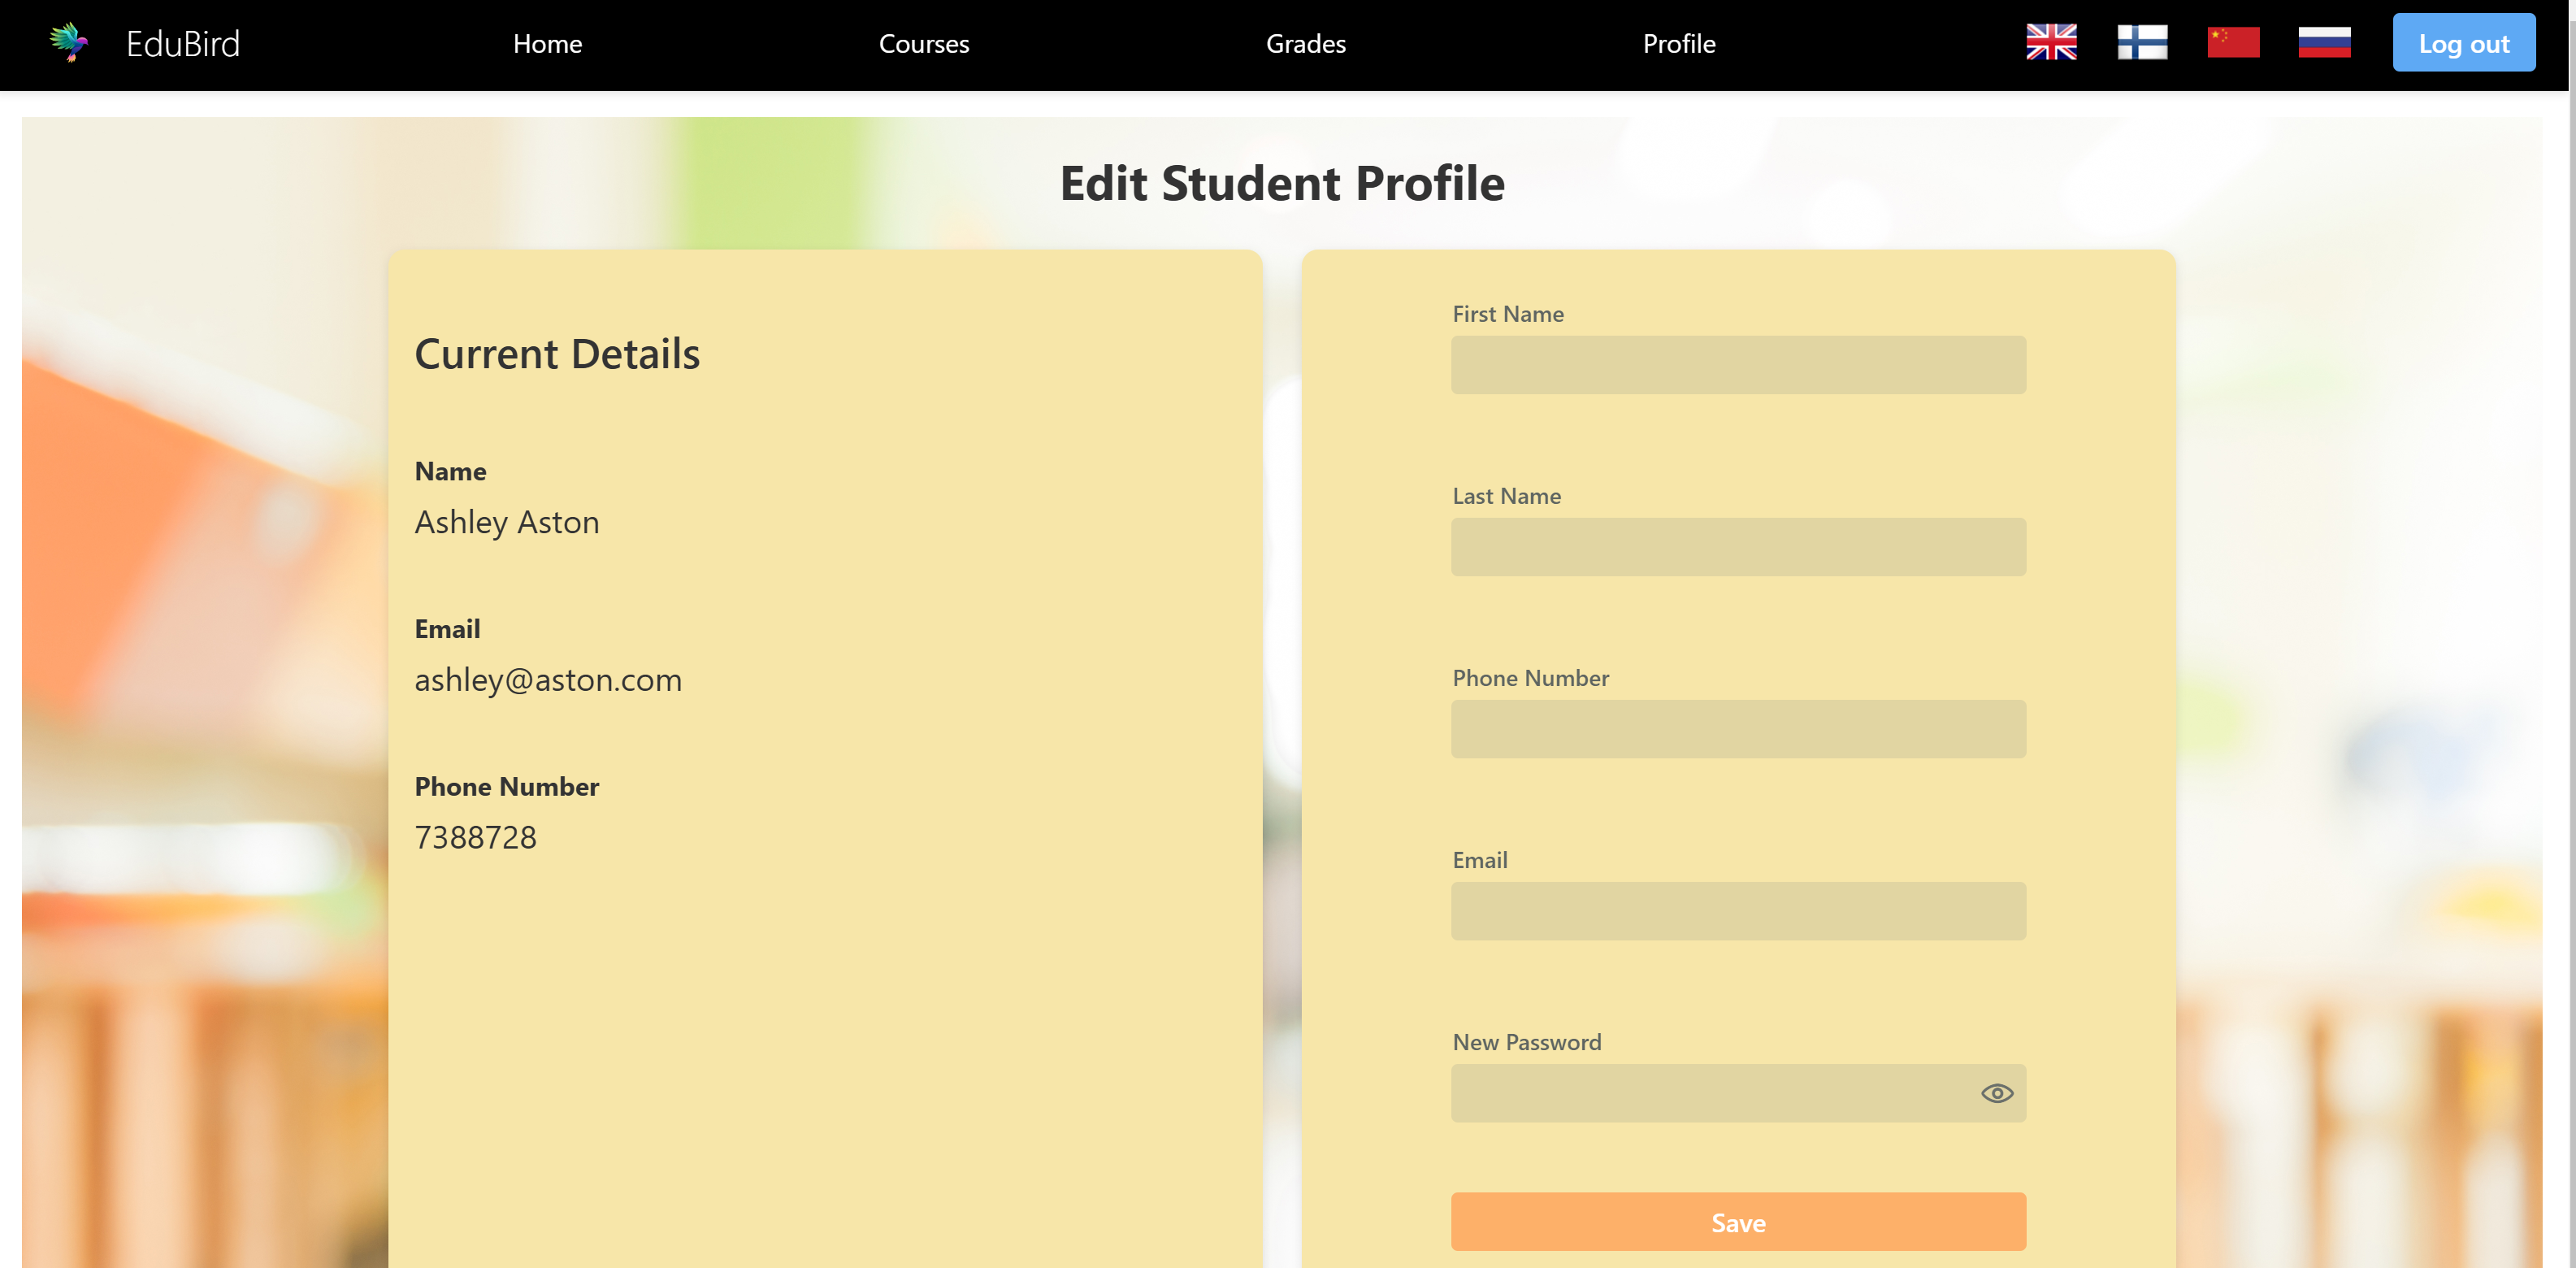 EduBird
Home
Courses
Grades
Profile
Log out
Edit Student Profile
Current Details
Name
Ashley Aston
Email
ashley@aston.com
Phone Number
7388728
First Name
Last Name
Phone Number
Email
New Password
Save